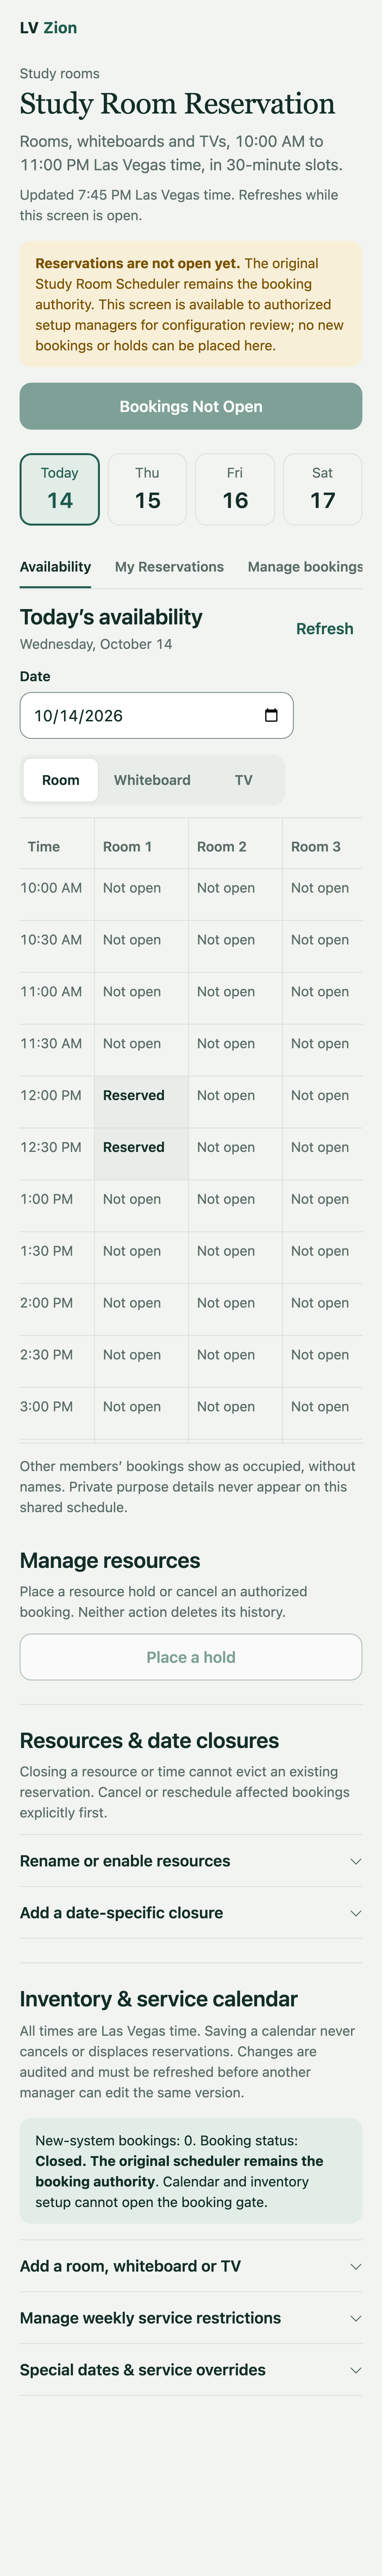 LV Zion
Study rooms
Study Room Reservation
Rooms, whiteboards and TVs, 10:00 AM to
11:00 PM Las Vegas time, in 30-minute slots.
Updated 7:45 PM Las Vegas time. Refreshes while
this screen is open.
Reservations are not open yet. The original
Study Room Scheduler remains the booking
authority. This screen is available to authorized
setup managers for configuration review; no new
bookings or holds can be placed here.
Bookings Not Open
Today Thu Fri Sat
14 15 16 17
Availability My Reservations Manage bookings
Today’s availability
Wednesday, October 14
Refresh
Date
10/14/2026
Room Whiteboard TV
Time Room 1 Room 2 Room 3
10:00 AM Not open Not open Not open
10:30 AM Not open Not open Not open
11:00 AM Not open Not open Not open
11:30 AM Not open Not open Not open
12:00 PM Reserved Not open Not open
12:30 PM Reserved Not open Not open
1:00 PM Not open Not open Not open
1:30 PM Not open Not open Not open
2:00 PM Not open Not open Not open
2:30 PM Not open Not open Not open
3:00 PM Not open Not open Not open
Other members’ bookings show as occupied, without
names. Private purpose details never appear on this
shared schedule.
Manage resources
Place a resource hold or cancel an authorized
booking. Neither action deletes its history.
Place a hold
Resources & date closures
Closing a resource or time cannot evict an existing
reservation. Cancel or reschedule affected bookings
explicitly first.
Rename or enable resources
Add a date-specific closure
Inventory & service calendar
All times are Las Vegas time. Saving a calendar never
cancels or displaces reservations. Changes are
audited and must be refreshed before another
manager can edit the same version.
New-system bookings: 0. Booking status:
Closed. The original scheduler remains the
booking authority. Calendar and inventory
setup cannot open the booking gate.
Add a room, whiteboard or TV
Manage weekly service restrictions
Special dates & service overrides